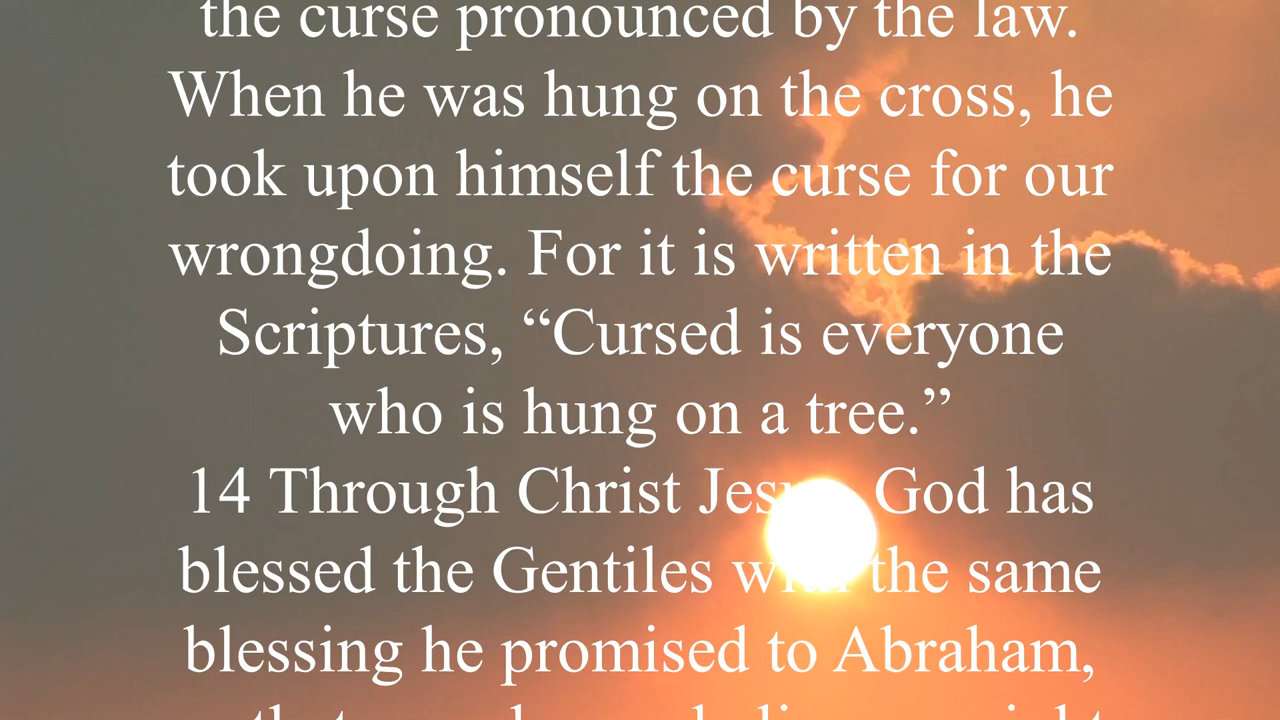 the curse pronounced by the law.
When he was hung on the cross, he
took upon himself the curse for our
wrongdoing. For it is written in the
Scriptures, “Cursed is everyone
who is hung on a tree.”
14 Through Christ Jesus, God has
blessed the Gentiles with the same
blessing he promised to Abraham,